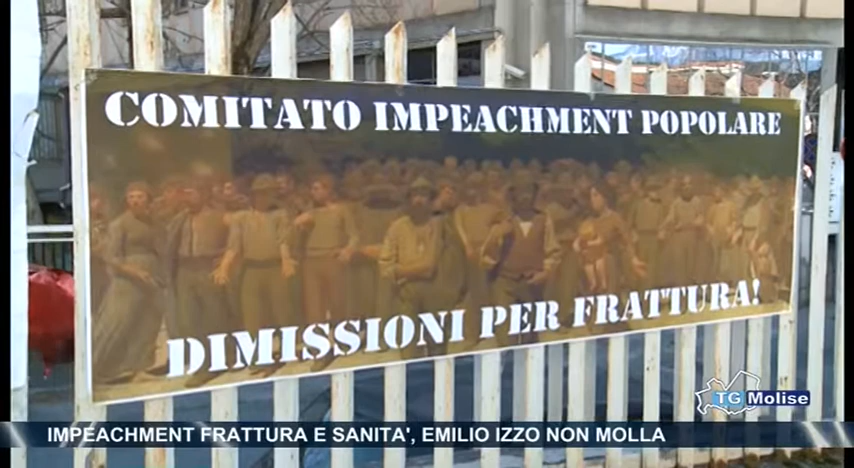 COMITATO IMPEACHMENT POPOLARE
DIMISSIONI PER FRATTURA!
TG Molise
IMPEACHMENT FRATTURA E SANITA', EMILIO IZZO NON MOLLA